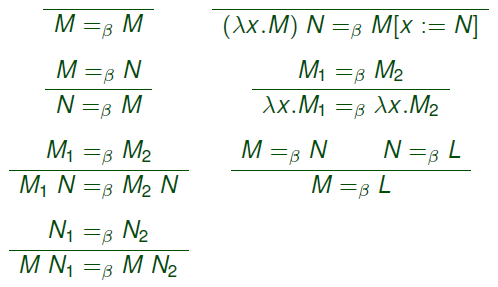 M =β M
(λx.M) N =β M[x := N]
M =β N
N =β M
M₁ =β M₂
λx.M₁ =β λx.M₂
M₁ =β M₂
M₁ N =β M₂ N
M =β N N =β L
M =β L
N₁ =β N₂
M N₁ =β M N₂